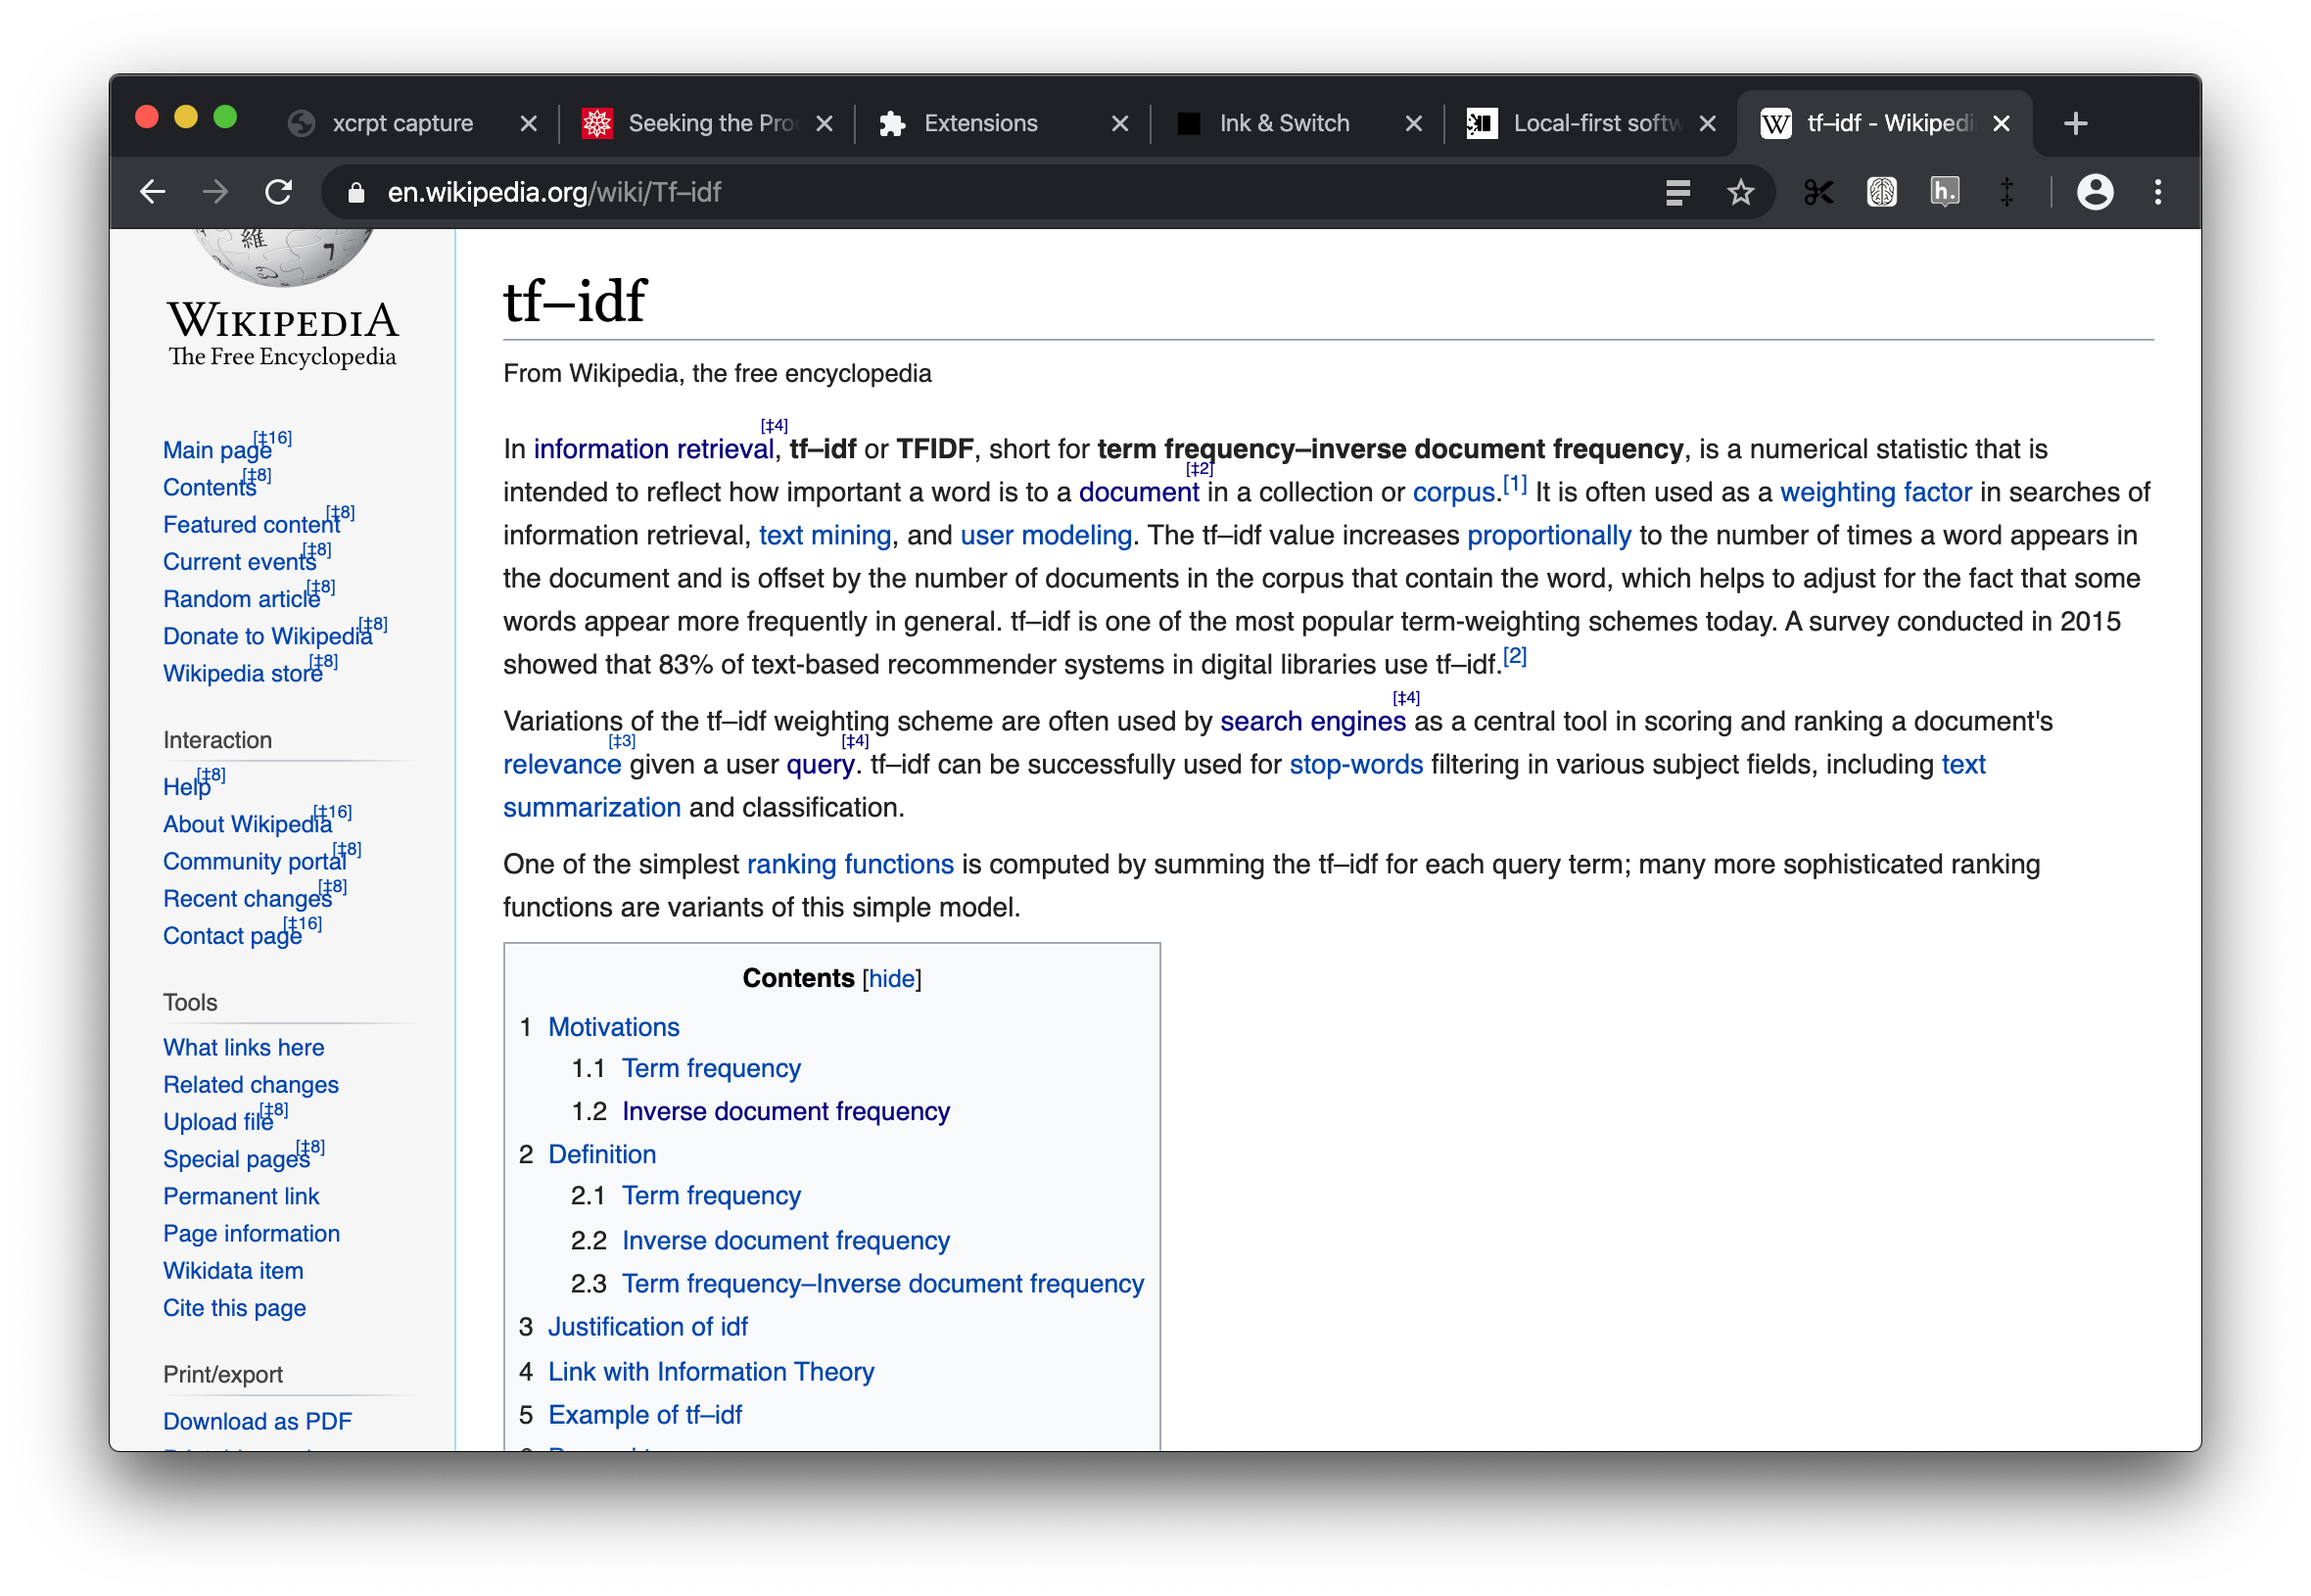 xcrpt capture
Seeking the Pro
Extensions
Ink & Switch
Local-first softw
tf–idf - Wikipedi
en.wikipedia.org/wiki/Tf–idf
h.
羅
WIKIPEDIA
The Free Encyclopedia
Main page[‡16]
Contents[‡8]
Featured content[‡8]
Current events[‡8]
Random article[‡8]
Donate to Wikipedia[‡8]
Wikipedia store[‡8]
Interaction
Help[‡8]
About Wikipedia[‡16]
Community portal[‡8]
Recent changes[‡8]
Contact page[‡16]
Tools
What links here
Related changes
Upload file[‡8]
Special pages[‡8]
Permanent link
Page information
Wikidata item
Cite this page
Print/export
Download as PDF
tf–idf
From Wikipedia, the free encyclopedia
In information retrieval[‡4], tf–idf or TFIDF, short for term frequency–inverse document frequency, is a numerical statistic that is
intended to reflect how important a word is to a document[‡2] in a collection or corpus.[1] It is often used as a weighting factor in searches of
information retrieval, text mining, and user modeling. The tf–idf value increases proportionally to the number of times a word appears in
the document and is offset by the number of documents in the corpus that contain the word, which helps to adjust for the fact that some
words appear more frequently in general. tf–idf is one of the most popular term-weighting schemes today. A survey conducted in 2015
showed that 83% of text-based recommender systems in digital libraries use tf–idf.[2]
Variations of the tf–idf weighting scheme are often used by search engines[‡4] as a central tool in scoring and ranking a document's
relevance[‡3] given a user query[‡4]. tf–idf can be successfully used for stop-words filtering in various subject fields, including text
summarization and classification.
One of the simplest ranking functions is computed by summing the tf–idf for each query term; many more sophisticated ranking
functions are variants of this simple model.
Contents [hide]
1 Motivations
1.1 Term frequency
1.2 Inverse document frequency
2 Definition
2.1 Term frequency
2.2 Inverse document frequency
2.3 Term frequency–Inverse document frequency
3 Justification of idf
4 Link with Information Theory
5 Example of tf–idf